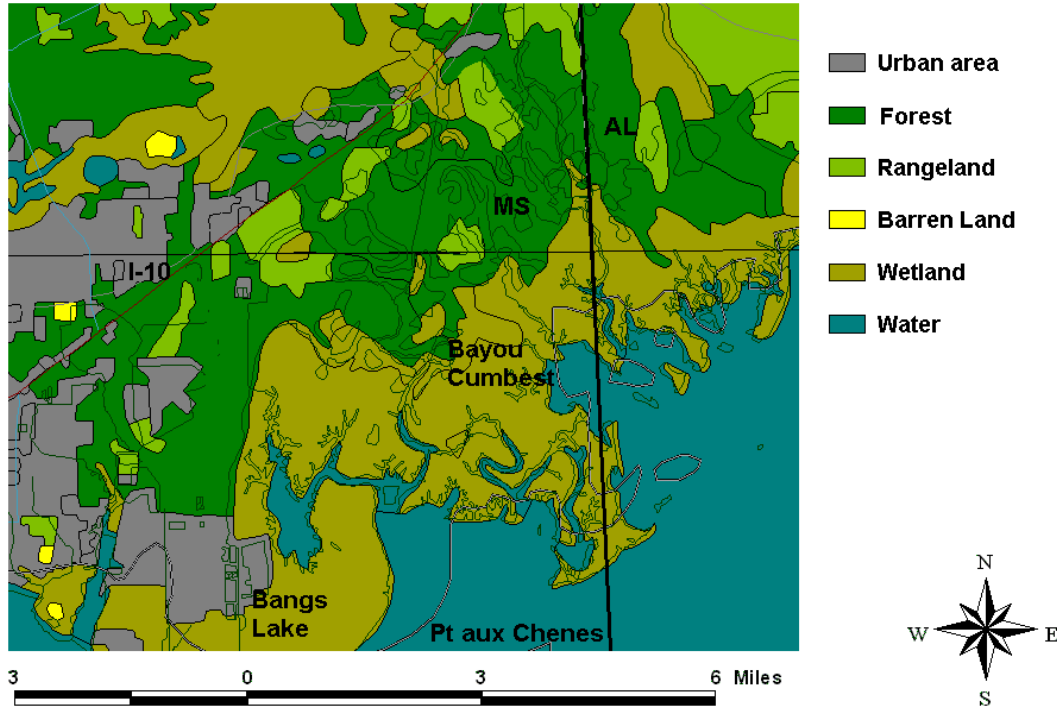 Urban area
Forest
Rangeland
Barren Land
Wetland
Water
AL
MS
I-10
Bayou
Cumbest
Bangs
Lake
Pt aux Chenes
N
W E
S
3 0 3 6 Miles